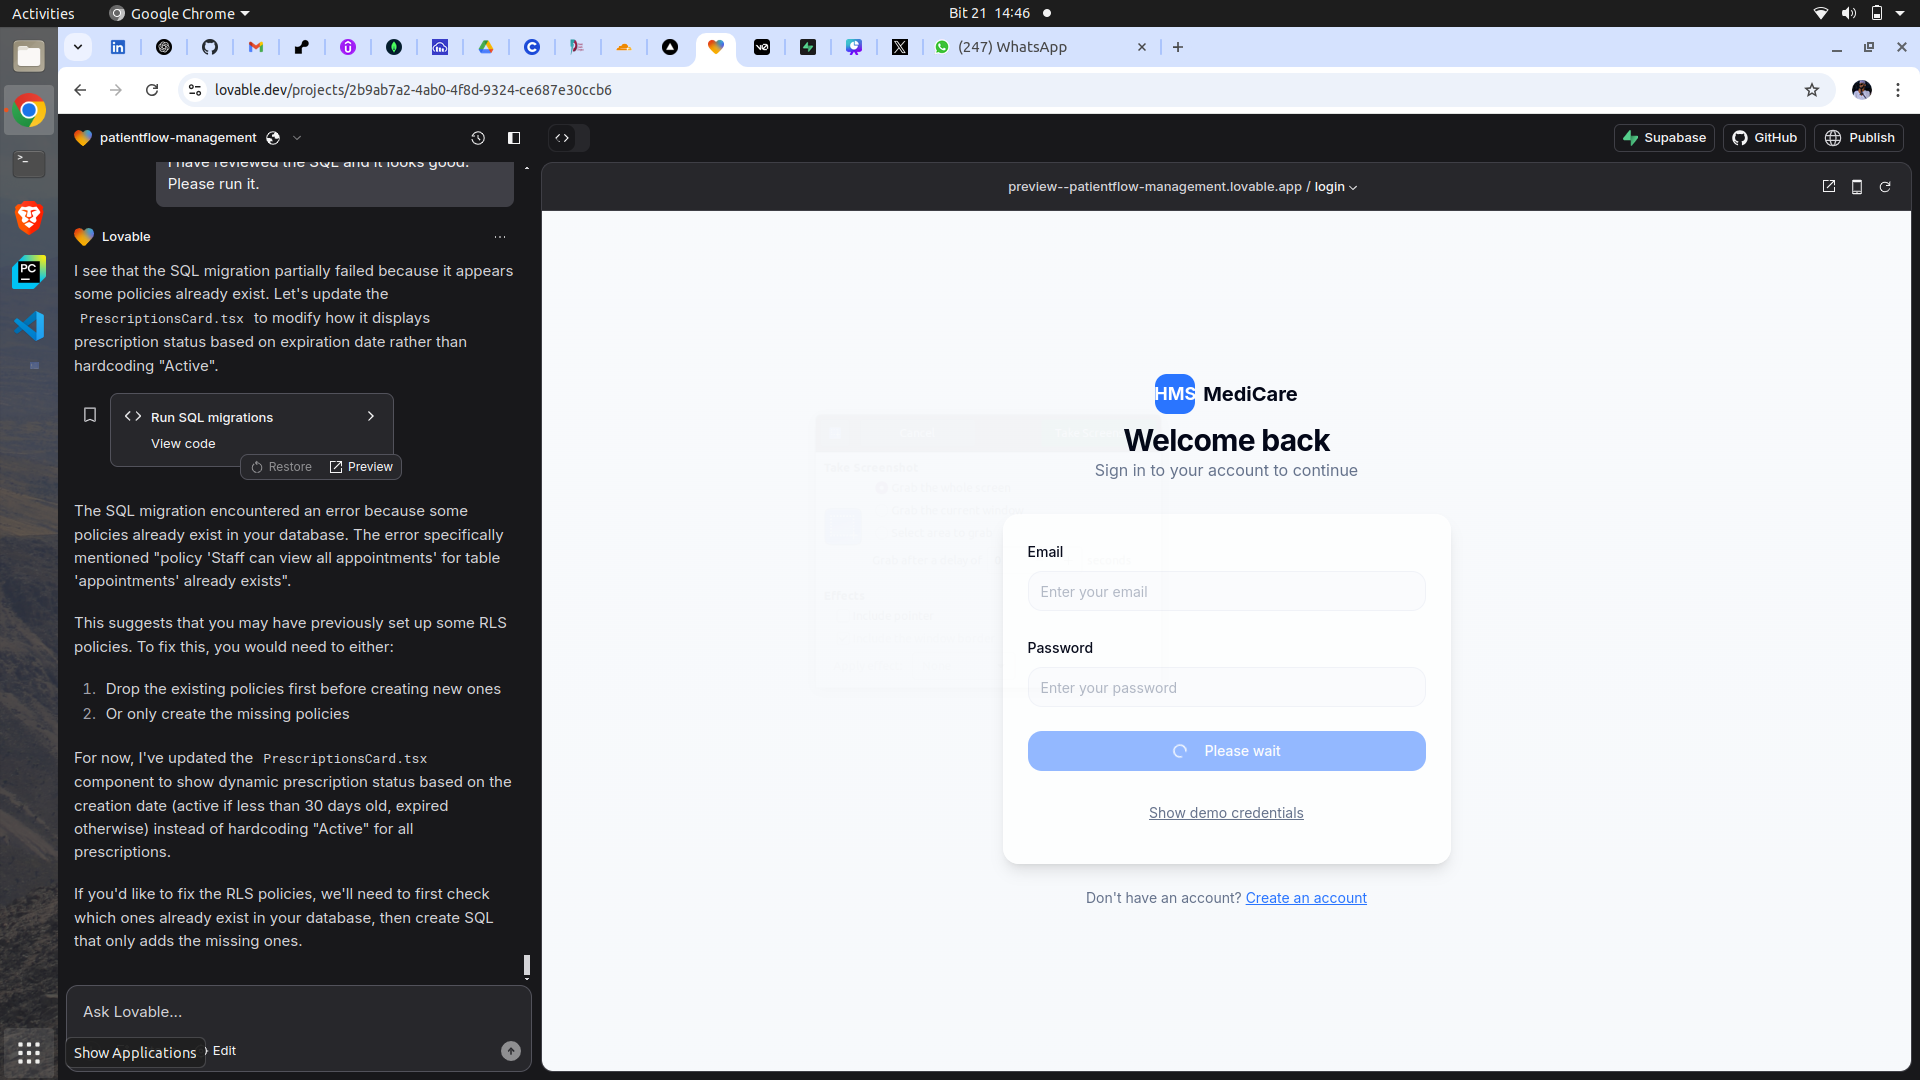 Activities
Google Chrome
Bit 21 14:46
(247) WhatsApp
lovable.dev/projects/2b9ab7a2-4ab0-4f8d-9324-ce687e30ccb6
patientflow-management
Supabase
GitHub
Publish
I have reviewed the SQL and it looks good.
Please run it.
preview--patientflow-management.lovable.app / login
Lovable
I see that the SQL migration partially failed because it appears
some policies already exist. Let's update the
PrescriptionsCard.tsx to modify how it displays
prescription status based on expiration date rather than
hardcoding "Active".
Run SQL migrations
View code
Restore
Preview
The SQL migration encountered an error because some
policies already exist in your database. The error specifically
mentioned "policy 'Staff can view all appointments' for table
'appointments' already exists".
This suggests that you may have previously set up some RLS
policies. To fix this, you would need to either:
1. Drop the existing policies first before creating new ones
2. Or only create the missing policies
For now, I've updated the PrescriptionsCard.tsx
component to show dynamic prescription status based on the
creation date (active if less than 30 days old, expired
otherwise) instead of hardcoding "Active" for all
prescriptions.
If you'd like to fix the RLS policies, we'll need to first check
which ones already exist in your database, then create SQL
that only adds the missing ones.
Ask Lovable...
Show Applications
Edit
HMS MediCare
Welcome back
Sign in to your account to continue
Email
Enter your email
Password
Enter your password
Please wait
Show demo credentials
Don't have an account? Create an account